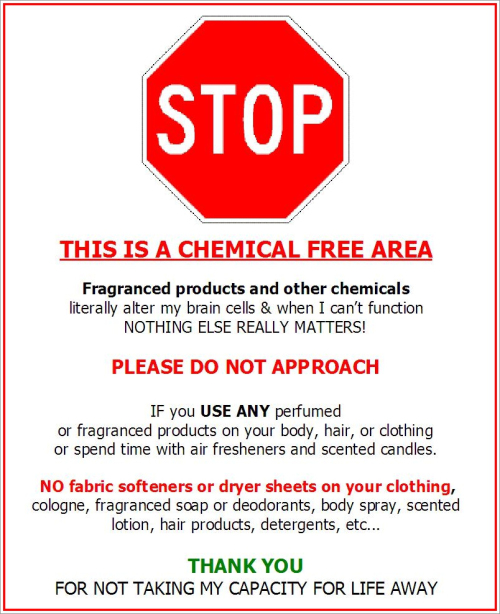 STOP
THIS IS A CHEMICAL FREE AREA
Fragranced products and other chemicals
literally alter my brain cells & when I can't function
NOTHING ELSE REALLY MATTERS!
PLEASE DO NOT APPROACH
IF you USE ANY perfumed
or fragranced products on your body, hair, or clothing
or spend time with air fresheners and scented candles.
NO fabric softeners or dryer sheets on your clothing,
cologne, fragranced soap or deodorants, body spray, scented
lotion, hair products, detergents, etc...
THANK YOU
FOR NOT TAKING MY CAPACITY FOR LIFE AWAY